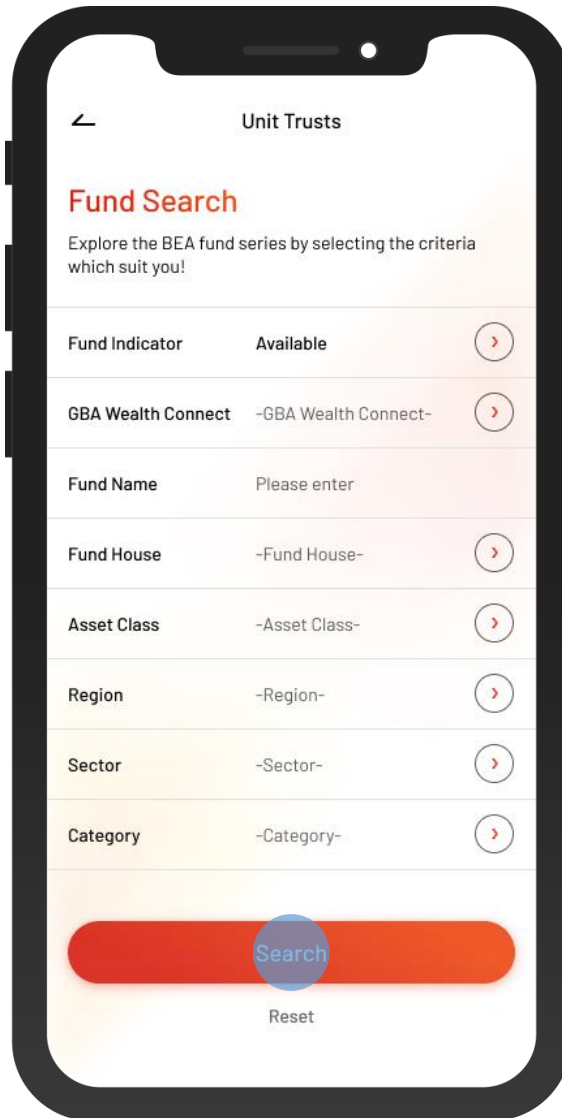 Unit Trusts
Fund Search
Explore the BEA fund series by selecting the criteria
which suit you!
Fund Indicator Available
GBA Wealth Connect -GBA Wealth Connect-
Fund Name Please enter
Fund House -Fund House-
Asset Class -Asset Class-
Region -Region-
Sector -Sector-
Category -Category-
Search
Reset